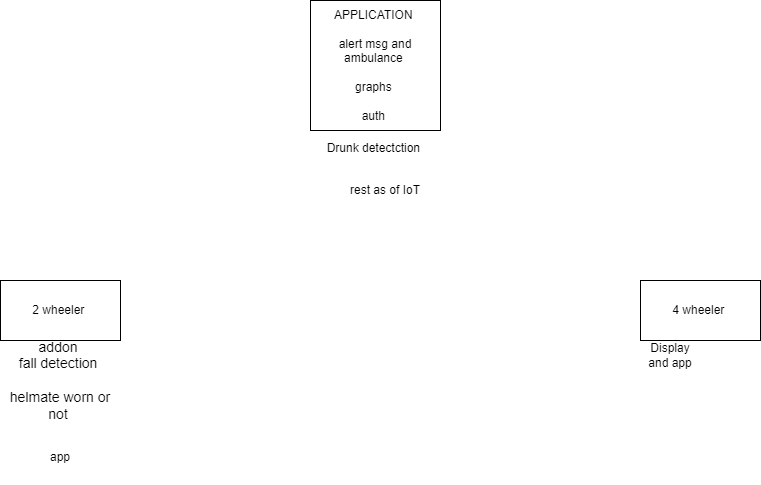 APPLICATION
alert msg and
ambulance
graphs
auth
Drunk detectction
rest as of IoT
2 wheeler
addon
fall detection
helmate worn or
not
app
4 wheeler
Display
and app